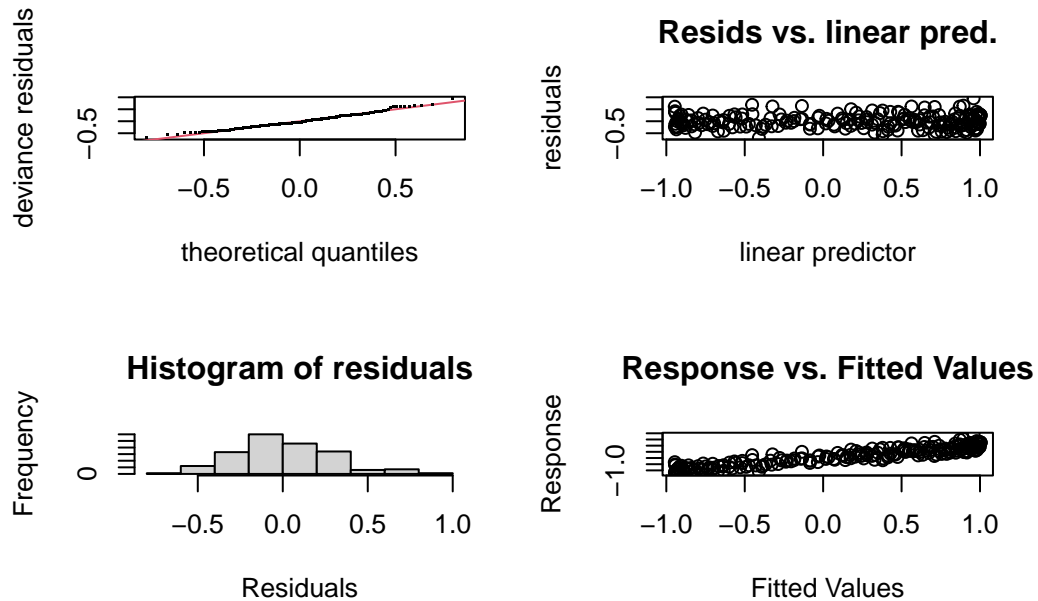 deviance residuals
−0.5
−0.5 0.0 0.5
theoretical quantiles
Resids vs. linear pred.
residuals
−0.5
−1.0 −0.5 0.0 0.5 1.0
linear predictor
Histogram of residuals
Frequency
0
−0.5 0.0 0.5 1.0
Residuals
Response vs. Fitted Values
Response
−1.0
−1.0 −0.5 0.0 0.5 1.0
Fitted Values